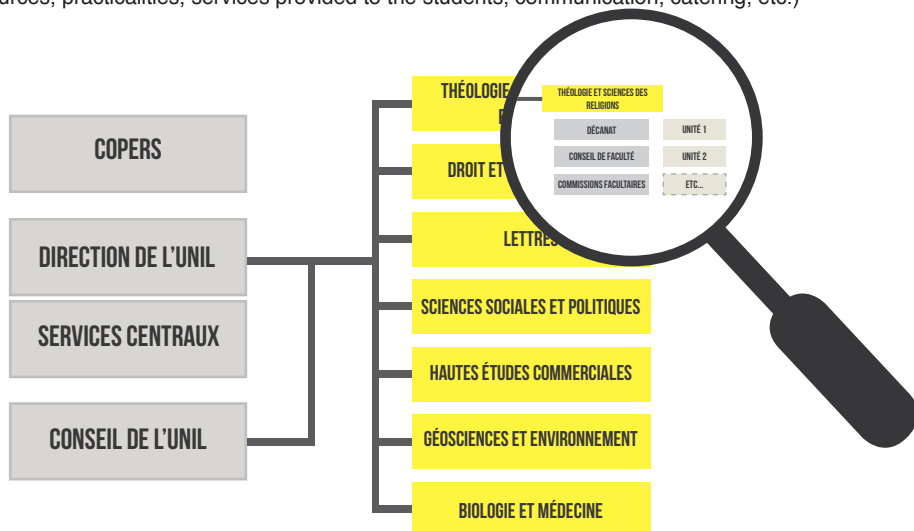 urces, practicalities, services provided to the students, communication, catering, etc.)
COPERS
DIRECTION DE L'UNIL
SERVICES CENTRAUX
CONSEIL DE L'UNIL
THÉOLOGIE
DROIT ET
LETTRES
SCIENCES SOCIALES ET POLITIQUES
HAUTES ÉTUDES COMMERCIALES
GÉOSCIENCES ET ENVIRONNEMENT
BIOLOGIE ET MÉDECINE
THÉOLOGIE ET SCIENCES DES
RELIGIONS
DÉCANAT
UNITÉ 1
CONSEIL DE FACULTÉ
UNITÉ 2
COMMISSIONS FACULTAIRES
ETC...